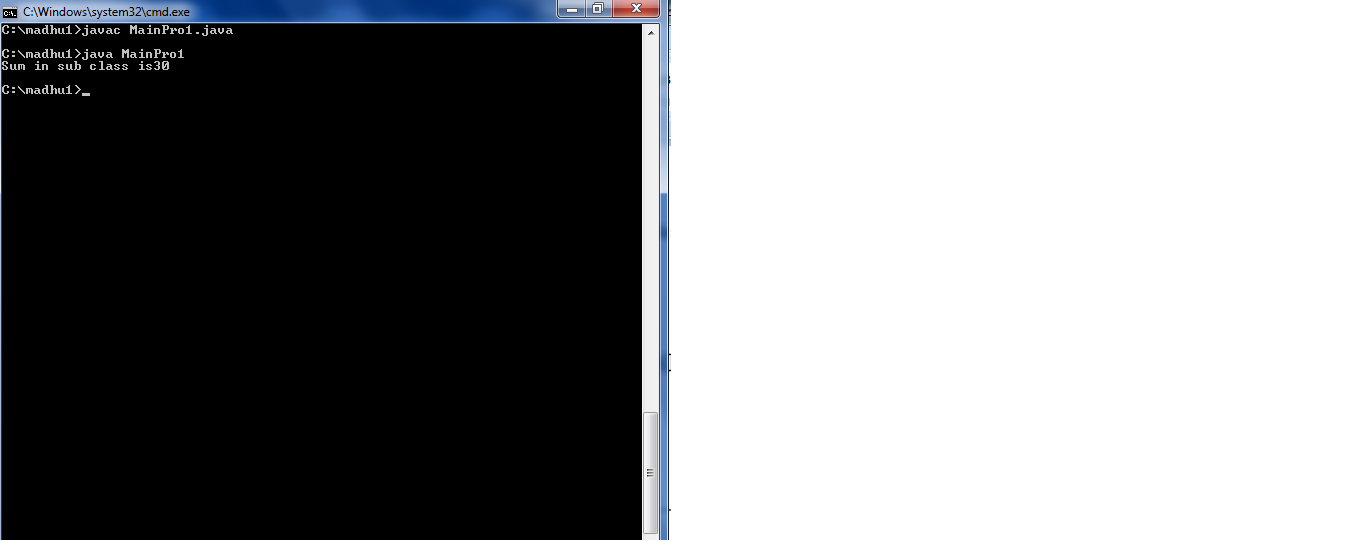 C:\Windows\system32\cmd.exe
C:\madhu1>javac MainPro1.java
C:\madhu1>java MainPro1
Sum in sub class is30
C:\madhu1>_